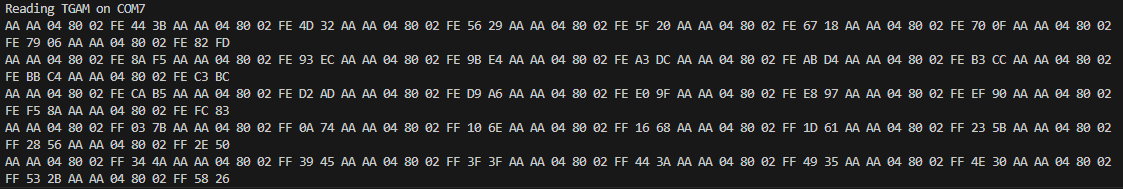 Reading TGAM on COM7
AA AA 04 80 02 FE 44 3B AA AA 04 80 02 FE 4D 32 AA AA 04 80 02 FE 56 29 AA AA 04 80 02 FE 5F 20 AA AA 04 80 02 FE 67 18 AA AA 04 80 02 FE 70 0F AA AA 04 80 02
FE 79 06 AA AA 04 80 02 FE 82 FD
AA AA 04 80 02 FE 8A F5 AA AA 04 80 02 FE 93 EC AA AA 04 80 02 FE 9B E4 AA AA 04 80 02 FE A3 DC AA AA 04 80 02 FE AB D4 AA AA 04 80 02 FE B3 CC AA AA 04 80 02
FE BB C4 AA AA 04 80 02 FE C3 BC
AA AA 04 80 02 FE CA B5 AA AA 04 80 02 FE D2 AD AA AA 04 80 02 FE D9 A6 AA AA 04 80 02 FE E0 9F AA AA 04 80 02 FE E8 97 AA AA 04 80 02 FE EF 90 AA AA 04 80 02
FE F5 8A AA AA 04 80 02 FE FC 83
AA AA 04 80 02 FF 03 7B AA AA 04 80 02 FF 0A 74 AA AA 04 80 02 FF 10 6E AA AA 04 80 02 FF 16 68 AA AA 04 80 02 FF 1D 61 AA AA 04 80 02 FF 23 5B AA AA 04 80 02
FF 28 56 AA AA 04 80 02 FF 2E 50
AA AA 04 80 02 FF 34 4A AA AA 04 80 02 FF 39 45 AA AA 04 80 02 FF 3F 3F AA AA 04 80 02 FF 44 3A AA AA 04 80 02 FF 49 35 AA AA 04 80 02 FF 4E 30 AA AA 04 80 02
FF 53 2B AA AA 04 80 02 FF 58 26